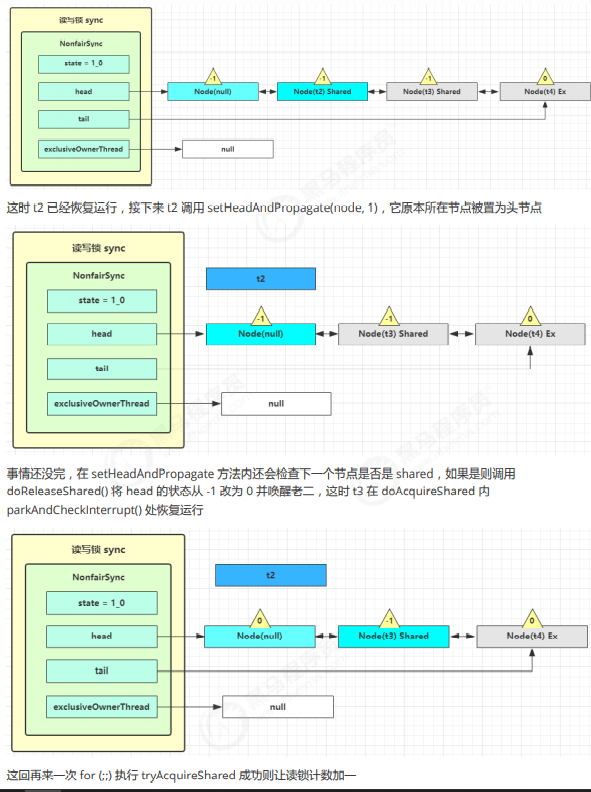 读写锁 sync
NonfairSync
state = 1_0
head
tail
exclusiveOwnerThread
-1
-1
-1
0
Node(null)
Node(t2) Shared
Node(t3) Shared
Node(t4) Ex
null
这时 t2 已经恢复运行，接下来 t2 调用 setHeadAndPropagate(node, 1)，它原本所在节点被置为头节点
读写锁 sync
NonfairSync
state = 1_0
head
tail
exclusiveOwnerThread
t2
-1
-1
0
Node(null)
Node(t3) Shared
Node(t4) Ex
null
事情还没完，在 setHeadAndPropagate 方法内还会检查下一个节点是否是 shared，如果是则调用
doReleaseShared() 将 head 的状态从 -1 改为 0 并唤醒老二，这时 t3 在 doAcquireShared 内
parkAndCheckInterrupt() 处恢复运行
读写锁 sync
NonfairSync
state = 1_0
head
tail
exclusiveOwnerThread
t2
0
-1
0
Node(null)
Node(t3) Shared
Node(t4) Ex
null
这回再来一次 for (;;) 执行 tryAcquireShared 成功则让读锁计数加一